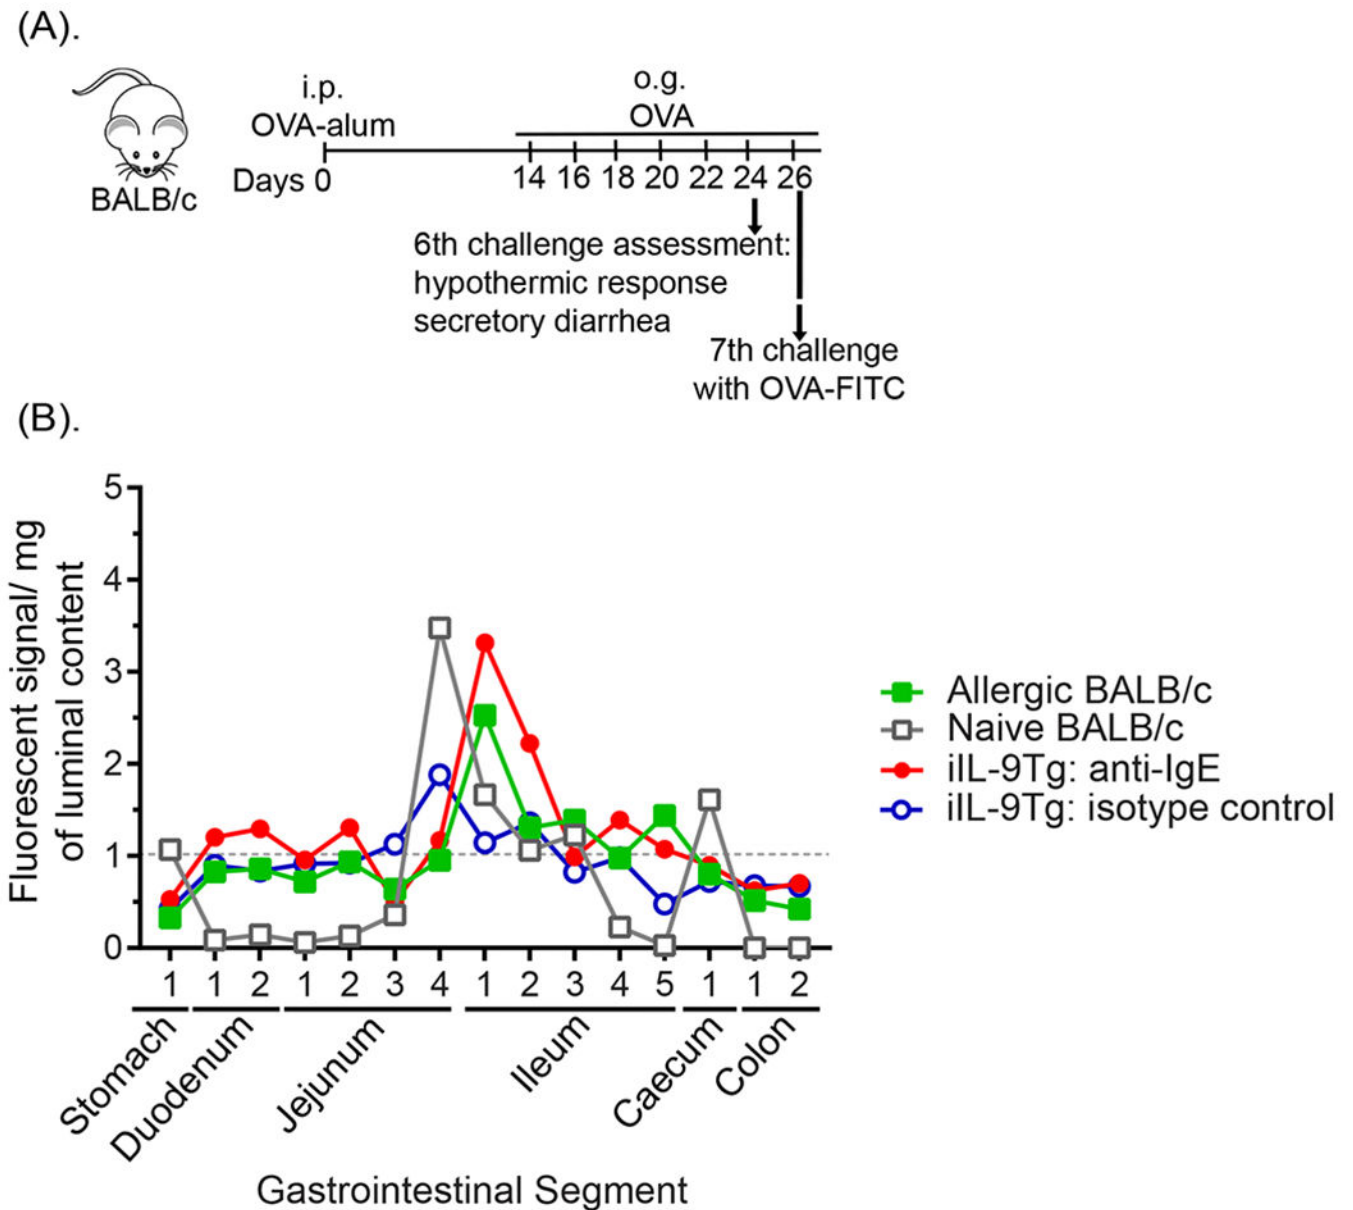 (A).
i.p.
OVA-alum
o.g.
OVA
BALB/c
Days 0
14 16 18 20 22 24 26
6th challenge assessment:
hypothermic response
secretory diarrhea
7th challenge
with OVA-FITC
(B).
Fluorescent signal/ mg
of luminal content
5
4
3
2
1
0
Allergic BALB/c
Naive BALB/c
iIL-9Tg: anti-IgE
iIL-9Tg: isotype control
1 1 2 1 2 3 4 1 2 3 4 5 1 1 2
Stomach
Duodenum
Jejunum
Ileum
Caecum
Colon
Gastrointestinal Segment